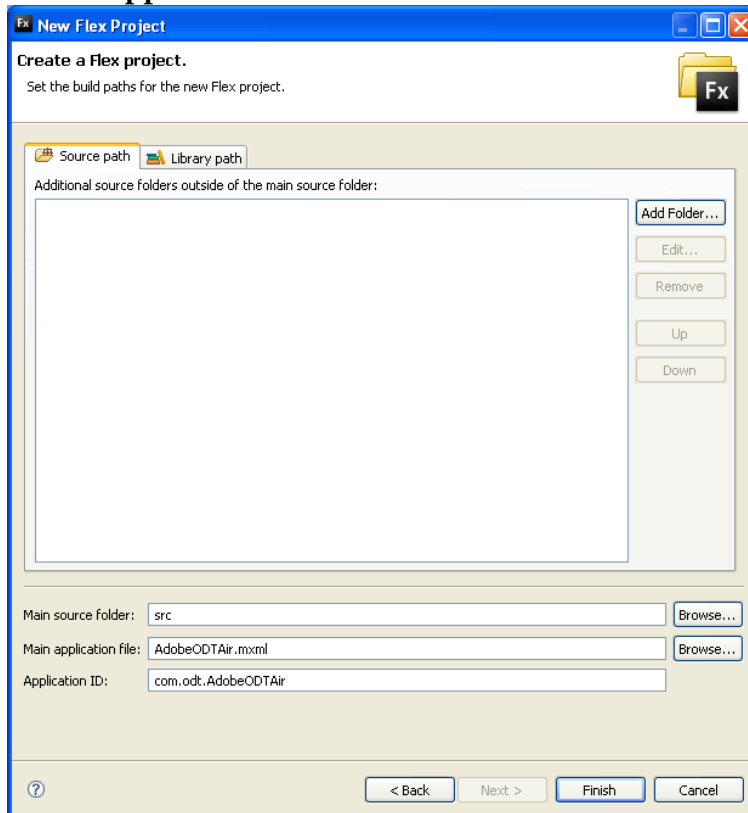 New Flex Project
Create a Flex project.
Set the build paths for the new Flex project.
Fx
Source path
Library path
Additional source folders outside of the main source folder:
Add Folder...
Edit...
Remove
Up
Down
Main source folder:
src
Browse...
Main application file:
AdobeODTAir.mxml
Browse...
Application ID:
com.odt.AdobeODTAir
?
< Back
Next >
Finish
Cancel